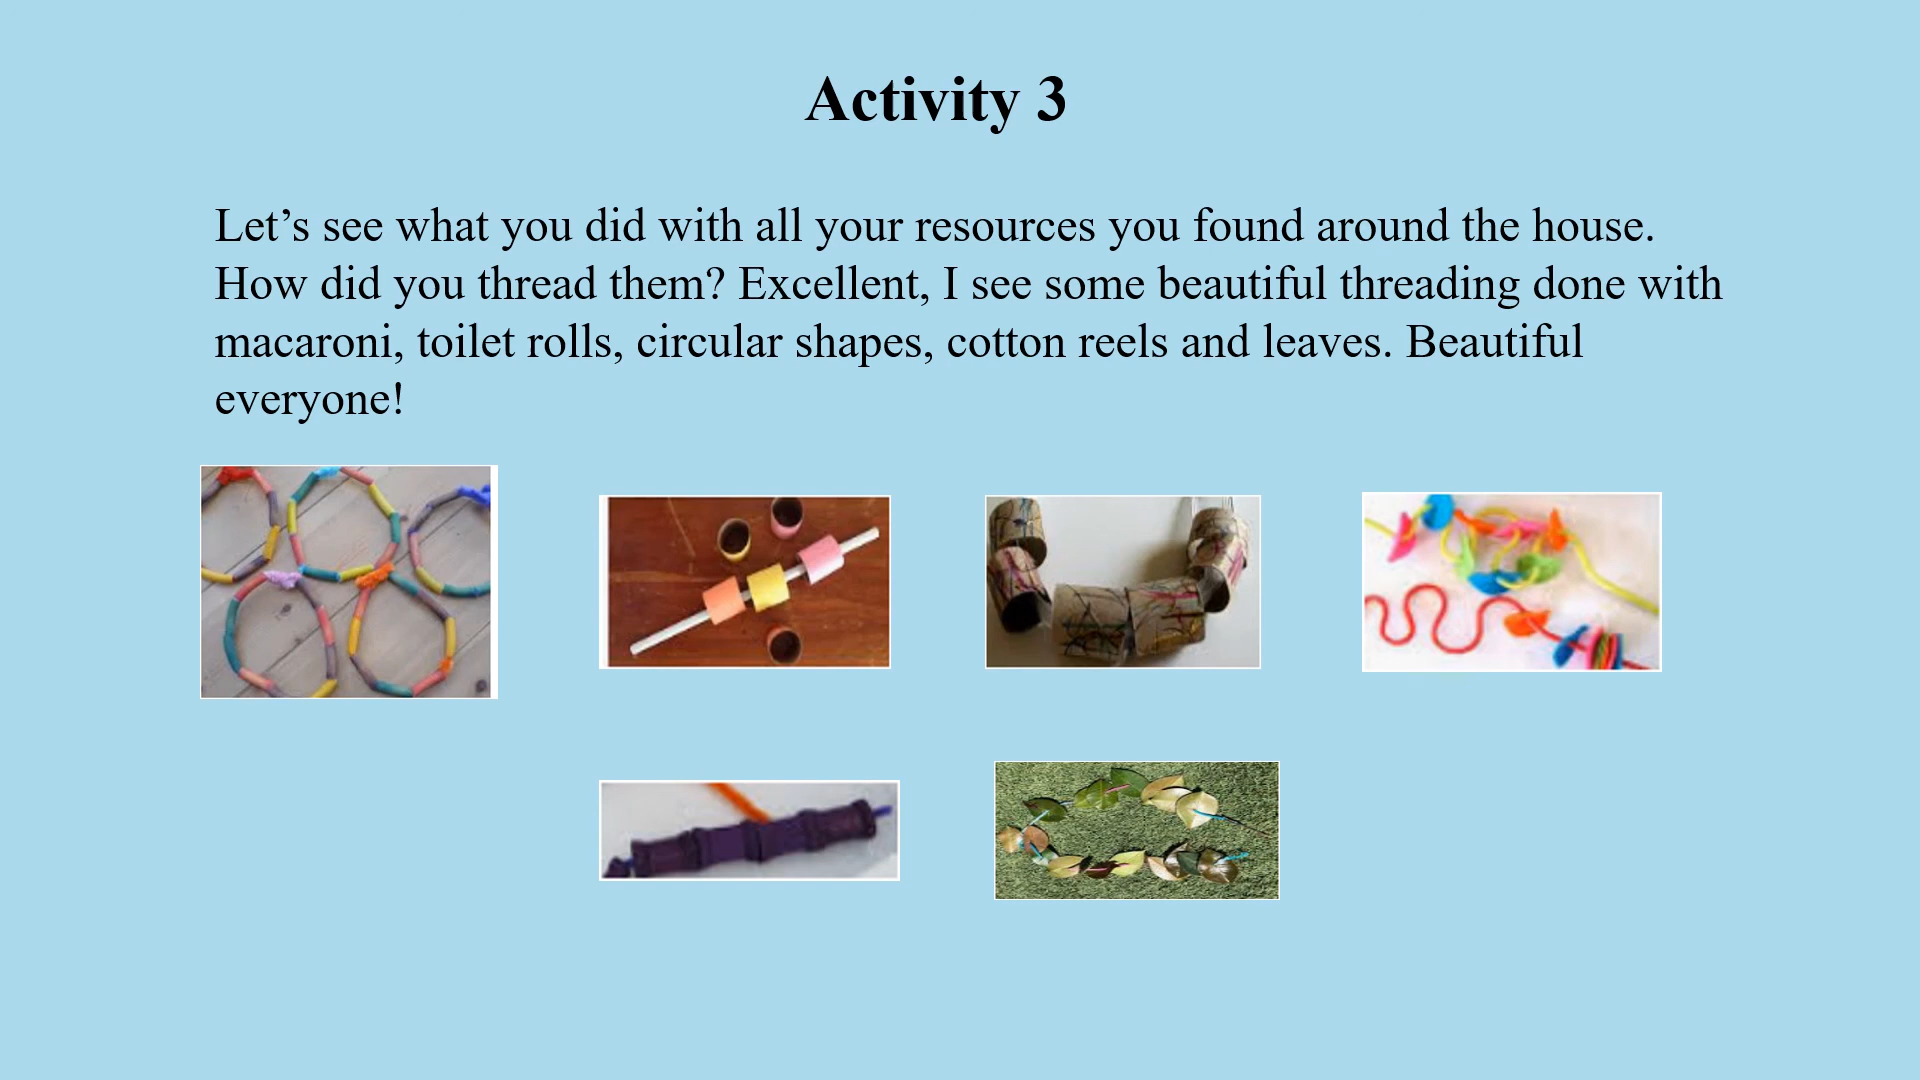 Activity 3
Let’s see what you did with all your resources you found around the house.
How did you thread them? Excellent, I see some beautiful threading done with
macaroni, toilet rolls, circular shapes, cotton reels and leaves. Beautiful
everyone!